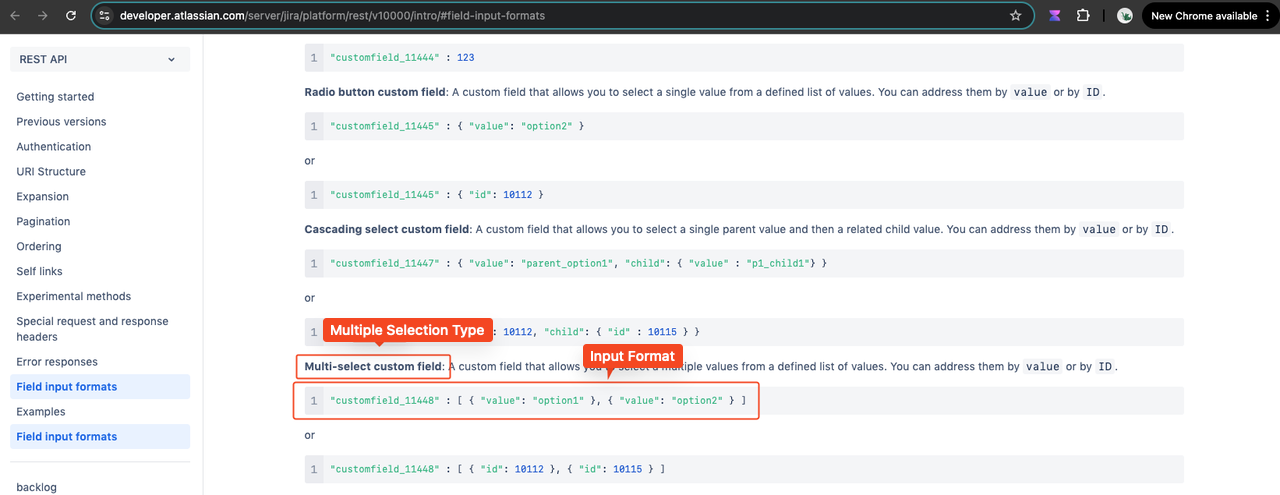 developer.atlassian.com/server/jira/platform/rest/v10000/intro/#field-input-formats
New Chrome available
REST API
Getting started
Previous versions
Authentication
URI Structure
Expansion
Pagination
Ordering
Self links
Experimental methods
Special request and response
headers
Error responses
Field input formats
Examples
Field input formats
backlog
1 "customfield_11444" : 123
Radio button custom field: A custom field that allows you to select a single value from a defined list of values. You can address them by value or by ID.
1 "customfield_11445" : { "value": "option2" }
or
1 "customfield_11445" : { "id": 10112 }
Cascading select custom field: A custom field that allows you to select a single parent value and then a related child value. You can address them by value or by ID.
1 "customfield_11447" : { "value": "parent_option1", "child": { "value" : "p1_child1"} }
or
Multiple Selection Type
1 : 10112, "child": { "id" : 10115 } }
Input Format
Multi-select custom field: A custom field that allows you to select multiple values from a defined list of values. You can address them by value or by ID.
1 "customfield_11448" : [ { "value": "option1" }, { "value": "option2" } ]
or
1 "customfield_11448" : [ { "id": 10112 }, { "id": 10115 } ]